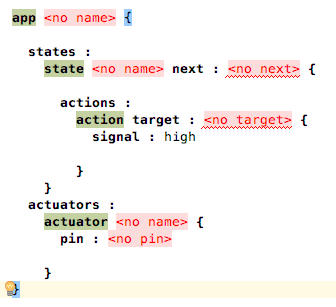 app <no name> {
states :
state <no name> next : <no next> {
actions :
action target : <no target> {
signal : high
}
}
actuators :
actuator <no name> {
pin : <no pin>
}
}